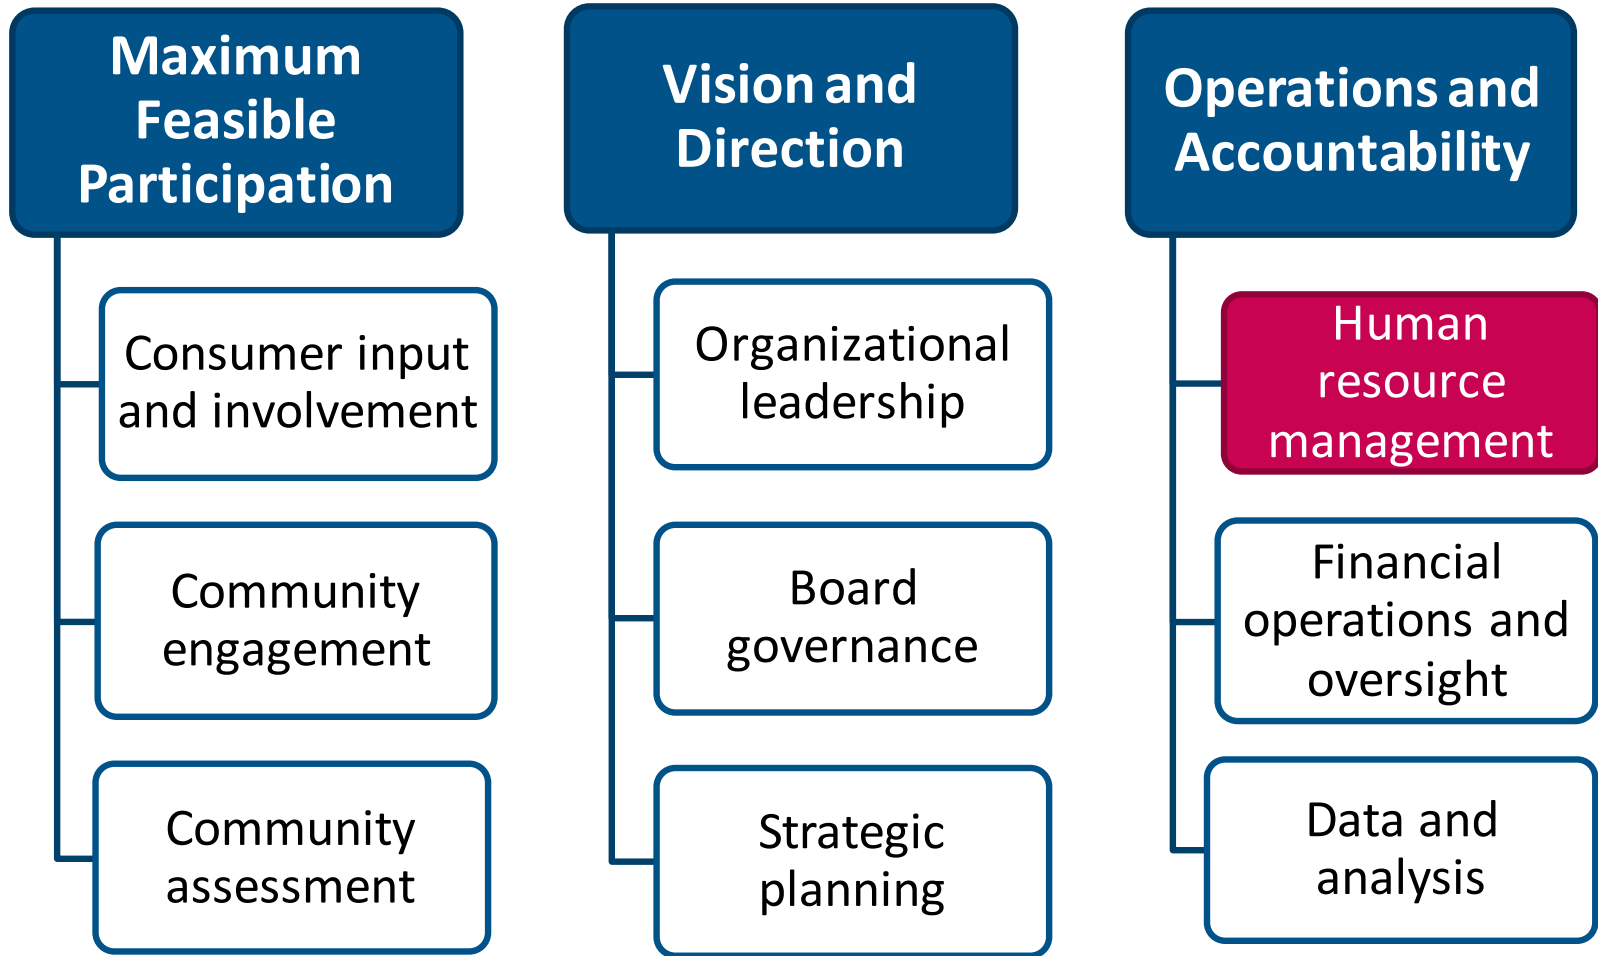 Maximum
Feasible
Participation
Consumer input
and involvement
Community
engagement
Community
assessment
Vision and
Direction
Organizational
leadership
Board
governance
Strategic
planning
Operations and
Accountability
Human
resource
management
Financial
operations and
oversight
Data and
analysis